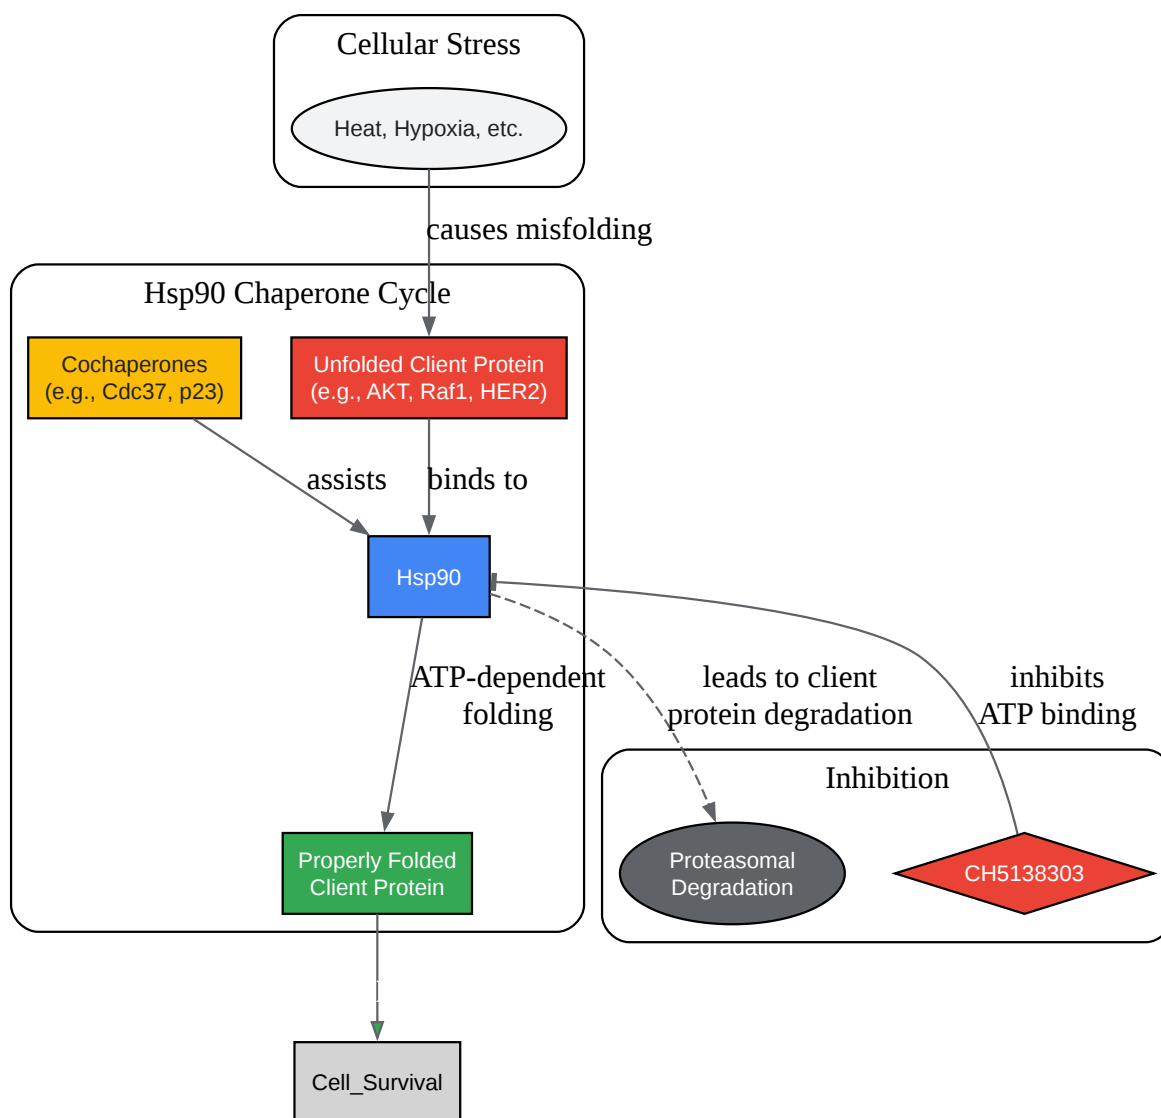 Cellular Stress
Heat, Hypoxia, etc.
causes misfolding
Hsp90 Chaperone Cycle
Cochaperones
(e.g., Cdc37, p23)
Unfolded Client Protein
(e.g., AKT, Raf1, HER2)
assists
binds to
Hsp90
ATP-dependent
folding
leads to client
protein degradation
inhibits
ATP binding
Inhibition
Properly Folded
Client Protein
Proteasomal
Degradation
CH5138303
Cell_Survival